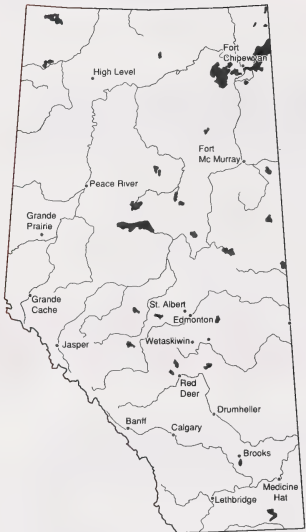 Fort
Chipewyan
High Level
Fort
Mc Murray
Peace River
Grande
Prairie
Grande
Cache
St. Albert
Edmonton
Jasper
Wetaskiwin
Red
Deer
Drumheller
Banff
Calgary
Brooks
Medicine
Hat
Lethbridge